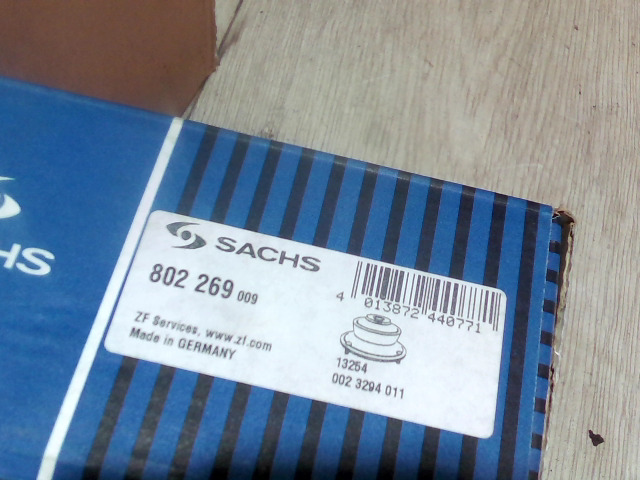 HS
SACHS
802 269 009
4 013872 440771
ZF Services, www.zf.com
Made in GERMANY
13254
002 3294 011